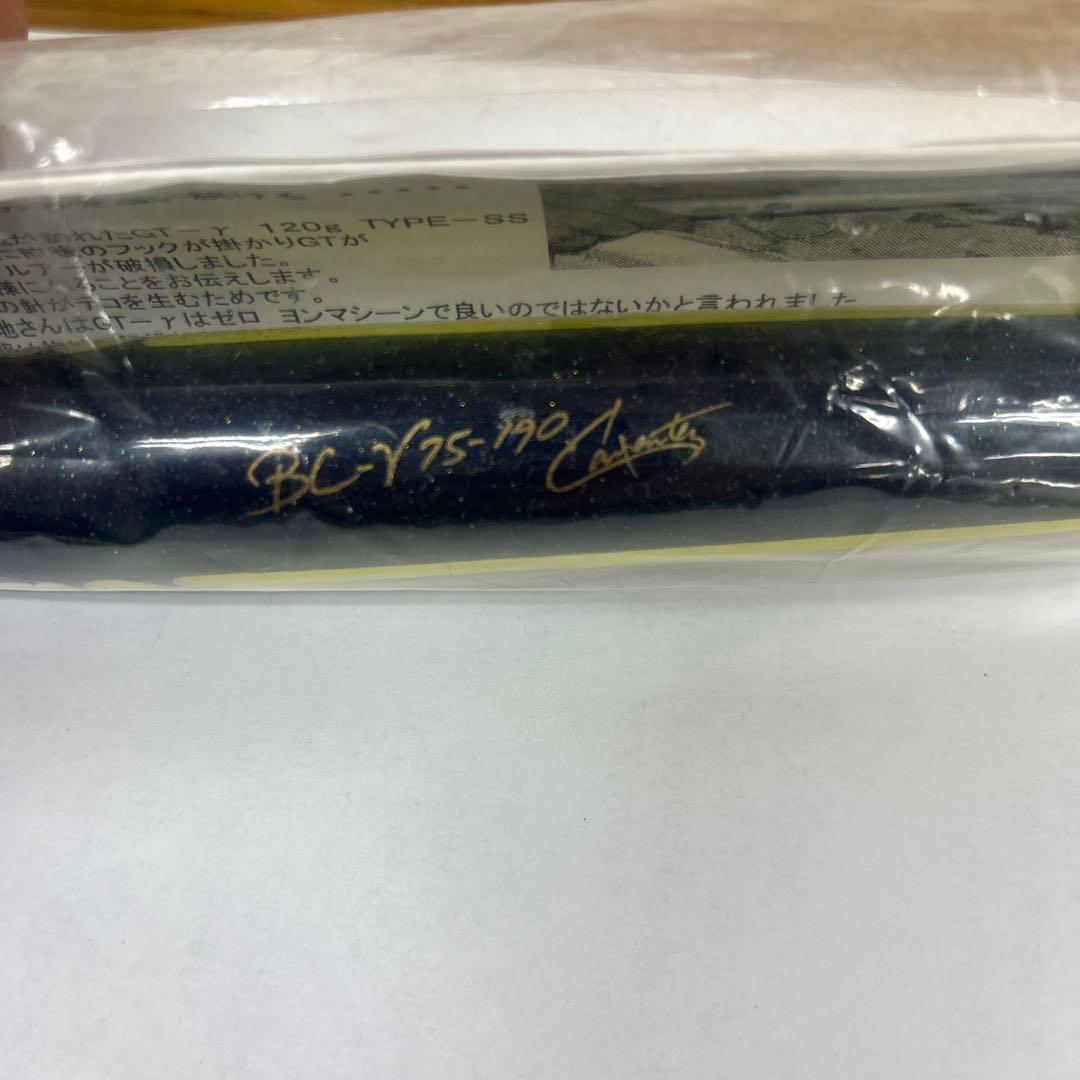 れたGT－γ 120g TYPE－SS
後のフックが掛かりGTが
が破損しました。
ことをお伝えします。
の針がデコを生むためです。
地さんはGT－γはゼロ ヨンマシーンで良いのではないかと言われました
BC-γ75-190 Carpenter